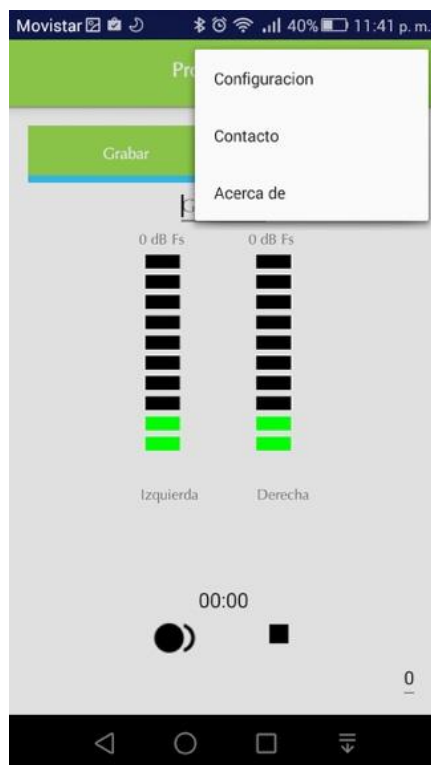 Movistar 40% 11:41 p. m.
Configuracion
Contacto
Acerca de
Grabar
0 dB Fs 0 dB Fs
Izquierda Derecha
00:00
0